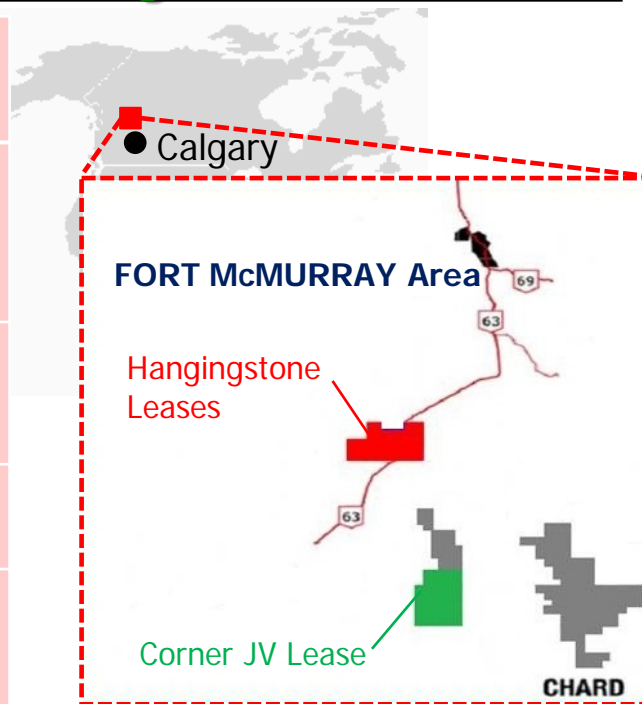 Calgary
FORT McMURRAY Area
69
63
Hangingstone
Leases
63
Corner JV Lease
CHARD